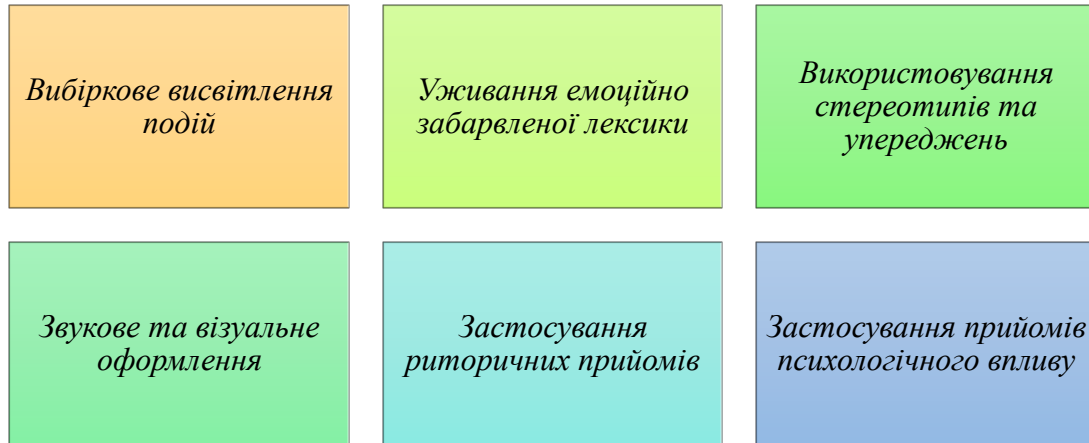 Вибіркове висвітлення
подій
Уживання емоційно
забарвленої лексики
Використовування
стереотипів та
упереджень
Звукове та візуальне
оформлення
Застосування
риторичних прийомів
Застосування прийомів
психологічного впливу